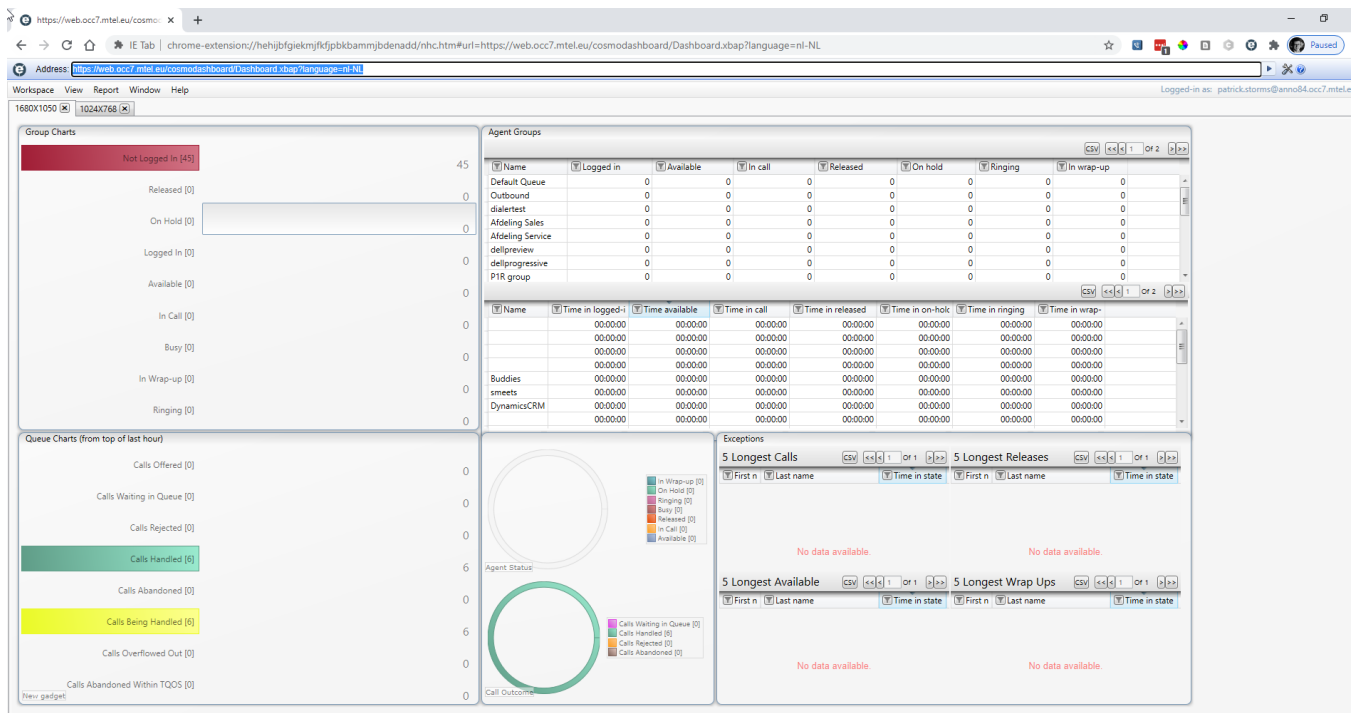 https://web.occ7.mtel.eu/cosmo
IE Tab | chrome-extension://hehijbfgiekmjfkfjpbkbammjbdenadd/nhc.htm#url=https://web.occ7.mtel.eu/cosmodashboard/Dashboard.xbap?language=nl-NL
Paused
Address: https://web.occ7.mtel.eu/cosmodashboard/Dashboard.xbap?language=nl-NL
Workspace View Report Window Help
Logged-in as: patrick.storms@anno84.occ7.mtel.e
1680X1050 1024X768
Group Charts
Not Logged In [45] 45
Released [0] 0
On Hold [0] 0
Logged In [0] 0
Available [0] 0
In Call [0] 0
Busy [0] 0
In Wrap-up [0] 0
Ringing [0] 0
Agent Groups
CSV << < 1 Of 2 > >>
Name Logged in Available In call Released On hold Ringing In wrap-up
Default Queue 0 0 0 0 0 0 0
Outbound 0 0 0 0 0 0 0
dialertest 0 0 0 0 0 0 0
Afdeling Sales 0 0 0 0 0 0 0
Afdeling Service 0 0 0 0 0 0 0
dellpreview 0 0 0 0 0 0 0
dellprogressive 0 0 0 0 0 0 0
P1R group 0 0 0 0 0 0 0
CSV << < 1 Of 2 > >>
Name Time in logged-i Time available Time in call Time in released Time in on-hold Time in ringing Time in wrap-
00:00:00 00:00:00 00:00:00 00:00:00 00:00:00 00:00:00 00:00:00
00:00:00 00:00:00 00:00:00 00:00:00 00:00:00 00:00:00 00:00:00
00:00:00 00:00:00 00:00:00 00:00:00 00:00:00 00:00:00 00:00:00
00:00:00 00:00:00 00:00:00 00:00:00 00:00:00 00:00:00 00:00:00
Buddies 00:00:00 00:00:00 00:00:00 00:00:00 00:00:00 00:00:00 00:00:00
smeets 00:00:00 00:00:00 00:00:00 00:00:00 00:00:00 00:00:00 00:00:00
DynamicsCRM 00:00:00 00:00:00 00:00:00 00:00:00 00:00:00 00:00:00 00:00:00
00:00:00 00:00:00 00:00:00 00:00:00 00:00:00 00:00:00 00:00:00
Queue Charts (from top of last hour)
Calls Offered [0] 0
Calls Waiting in Queue [0] 0
Calls Rejected [0] 0
Calls Handled [6] 6
Calls Abandoned [0] 0
Calls Being Handled [6] 6
Calls Overflowed Out [0] 0
Calls Abandoned Within TQOS [0] 0
New gadget
In Wrap-up [0]
On Hold [0]
Ringing [0]
Busy [0]
Released [0]
In Call [0]
Available [0]
Agent Status
Calls Waiting in Queue [0]
Calls Handled [6]
Calls Rejected [0]
Calls Abandoned [0]
Call Outcome
Exceptions
5 Longest Calls CSV << < 1 Of 1 > >>
First n Last name Time in state
No data available.
5 Longest Releases CSV << < 1 Of 1 > >>
First n Last name Time in state
No data available.
5 Longest Available CSV << < 1 Of 1 > >>
First n Last name Time in state
No data available.
5 Longest Wrap Ups CSV << < 1 Of 1 > >>
First n Last name Time in state
No data available.